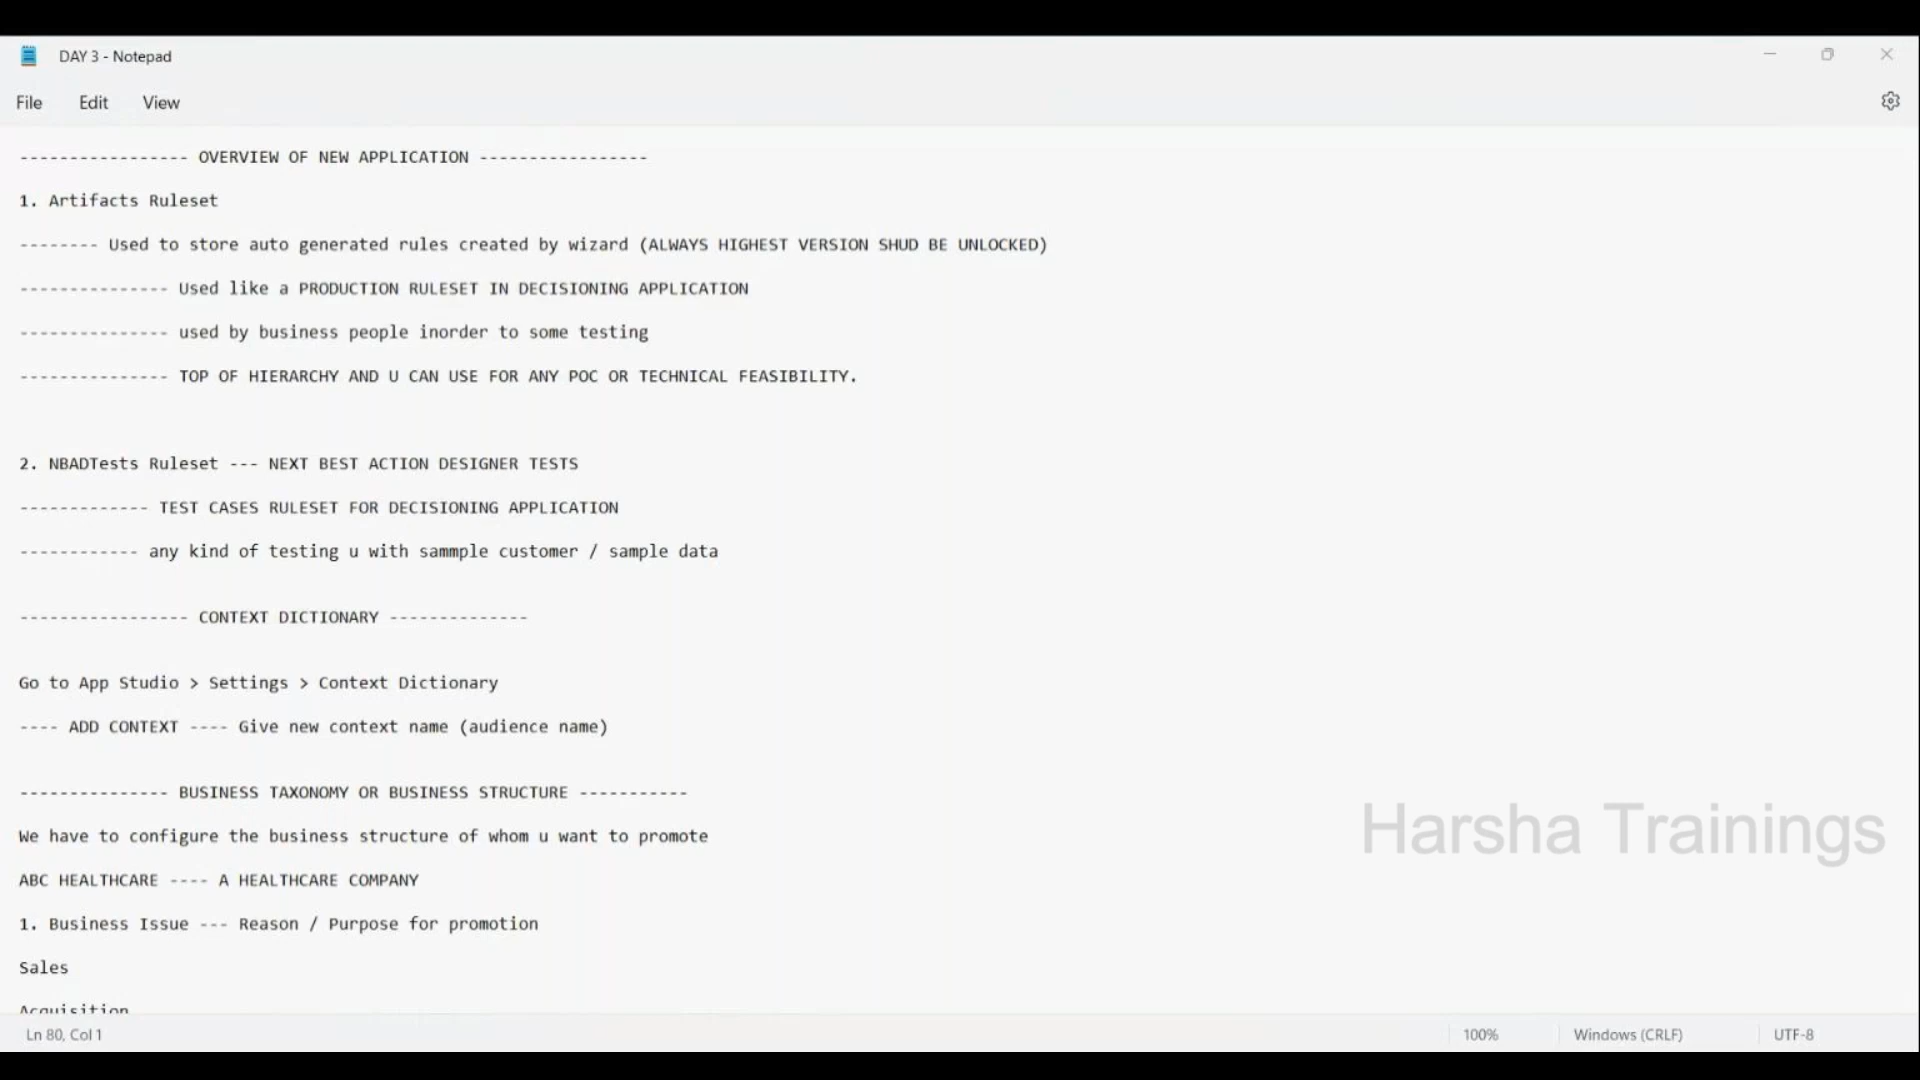 DAY 3 - Notepad
File Edit View
----------------- OVERVIEW OF NEW APPLICATION -----------------
1. Artifacts Ruleset
-------- Used to store auto generated rules created by wizard (ALWAYS HIGHEST VERSION SHUD BE UNLOCKED)
--------------- Used like a PRODUCTION RULESET IN DECISIONING APPLICATION
--------------- used by business people inorder to some testing
--------------- TOP OF HIERARCHY AND U CAN USE FOR ANY POC OR TECHNICAL FEASIBILITY.
2. NBADTests Ruleset --- NEXT BEST ACTION DESIGNER TESTS
------------- TEST CASES RULESET FOR DECISIONING APPLICATION
------------ any kind of testing u with sammple customer / sample data
----------------- CONTEXT DICTIONARY --------------
Go to App Studio > Settings > Context Dictionary
---- ADD CONTEXT ---- Give new context name (audience name)
--------------- BUSINESS TAXONOMY OR BUSINESS STRUCTURE -----------
We have to configure the business structure of whom u want to promote
ABC HEALTHCARE ---- A HEALTHCARE COMPANY
1. Business Issue --- Reason / Purpose for promotion
Sales
Acquisition
Harsha Trainings
Ln 80, Col 1 100% Windows (CRLF) UTF-8